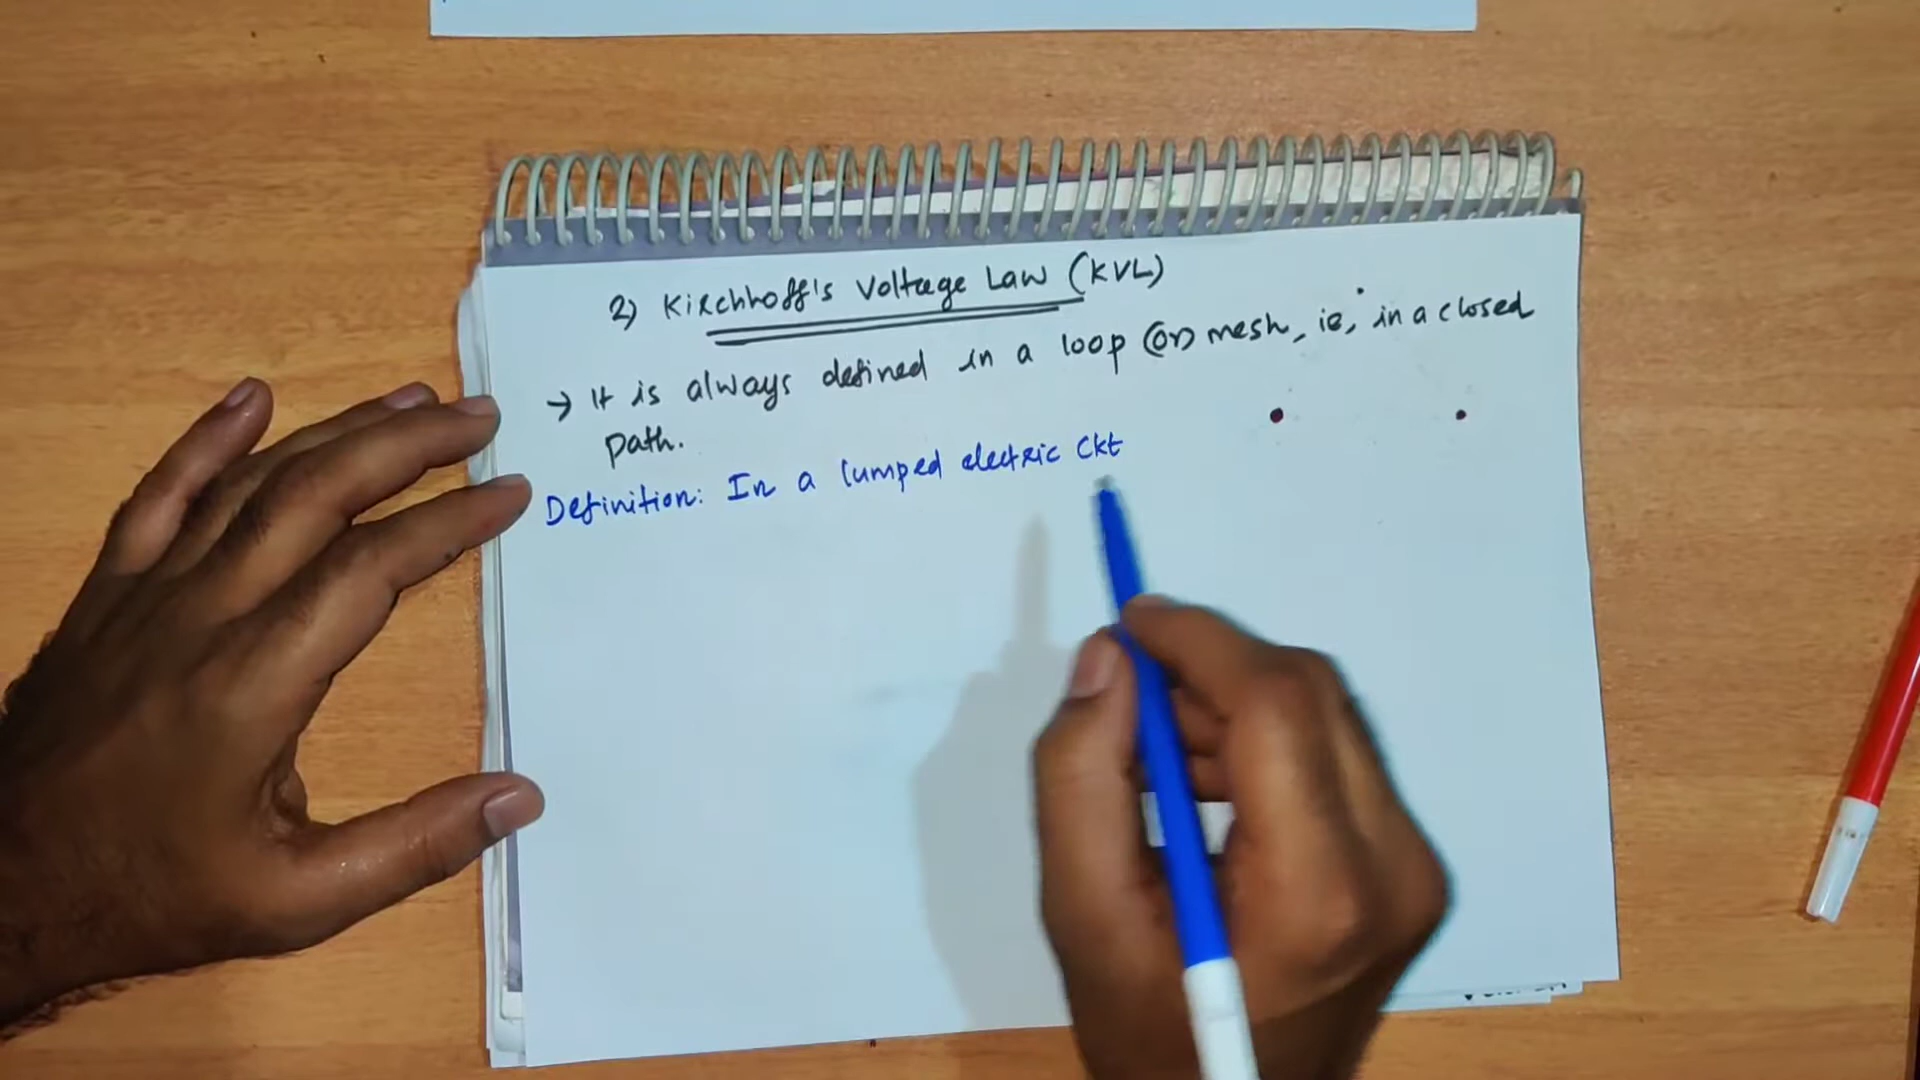 2) Kirchhoff's Voltage Law (KVL)
→ It is always defined in a loop (or) mesh, ie, in a closed
path.
Definition: In a lumped electric Ckt